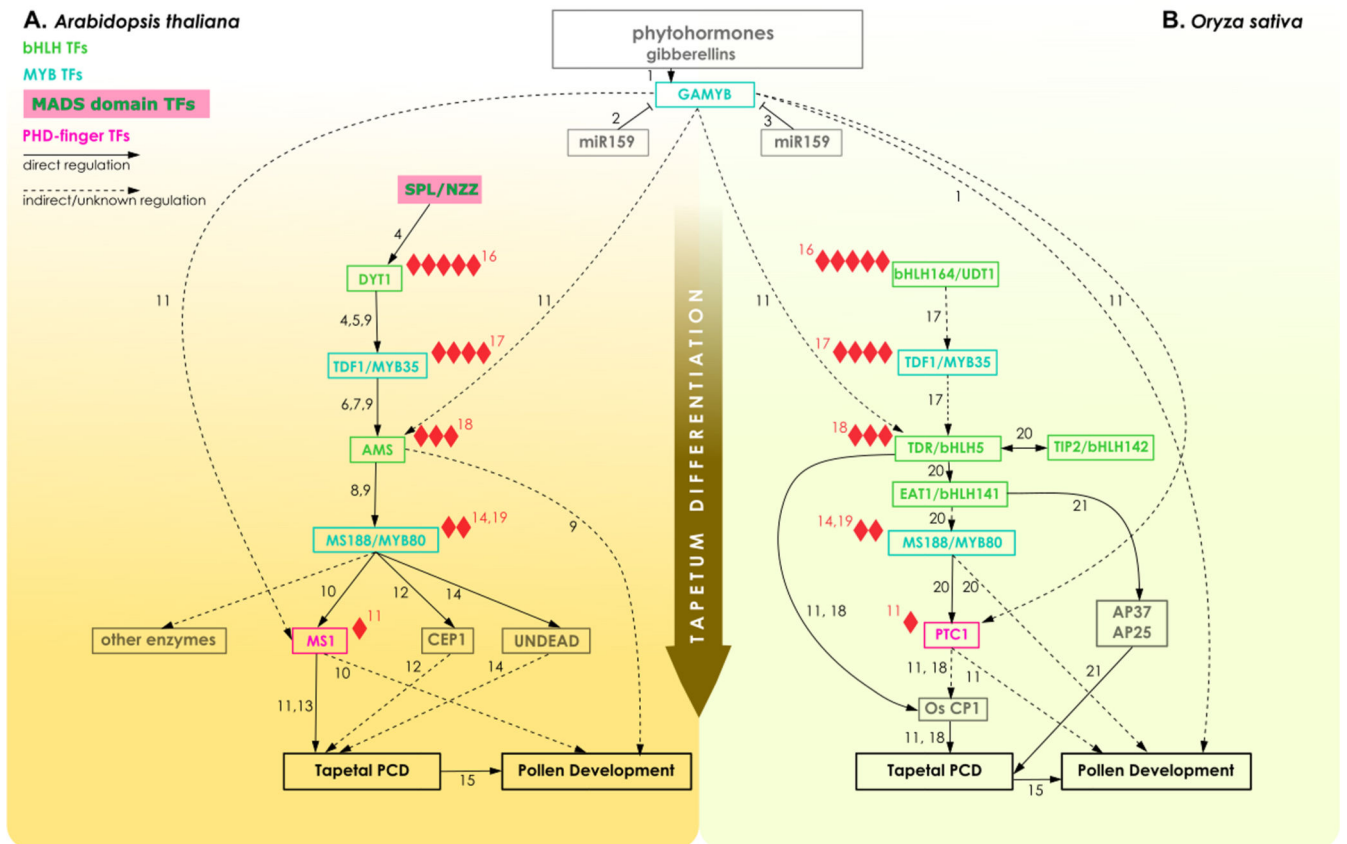 A. Arabidopsis thaliana
B. Oryza sativa
bHLH TFs
MYB TFs
MADS domain TFs
PHD-finger TFs
direct regulation
indirect/unknown regulation
phytohormones
gibberellins
1
GAMYB
2
3
miR159
miR159
SPL/NZZ
4
1
16
DYT1
16
bHLH164/UDT1
11
11
11
11
4,5,9
17
17
TDF1/MYB35
17
TDF1/MYB35
6,7,9
17
18
AMS
18
TDR/bHLH5
20
TIP2/bHLH142
8,9
20
EAT1/bHLH141
21
14,19
9
20
14,19
MS188/MYB80
MS188/MYB80
10
12
14
20
20
TAPETUM DIFFERENTIATION
other enzymes
11
MS1
CEP1
UNDEAD
11, 18
11
PTC1
AP37
AP25
10
12
14
11, 18
11
21
11,13
Os CP1
11, 18
Tapetal PCD
15
Pollen Development
Tapetal PCD
15
Pollen Development